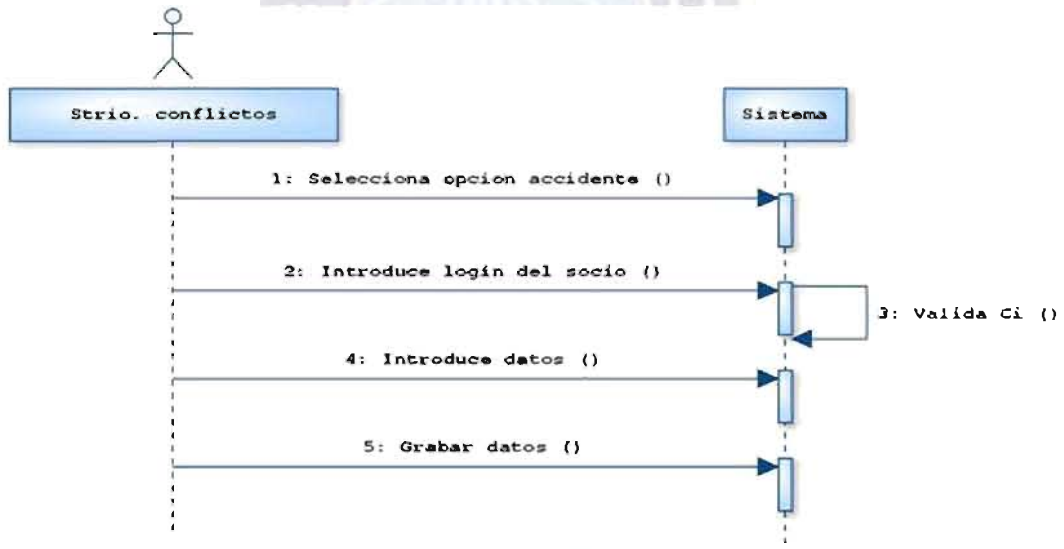 Strio. conflictos
Sistema
1: Selecciona opcion accidente ()
2: Introduce login del socio ()
3: Valida Ci ()
4: Introduce datos ()
5: Grabar datos ()